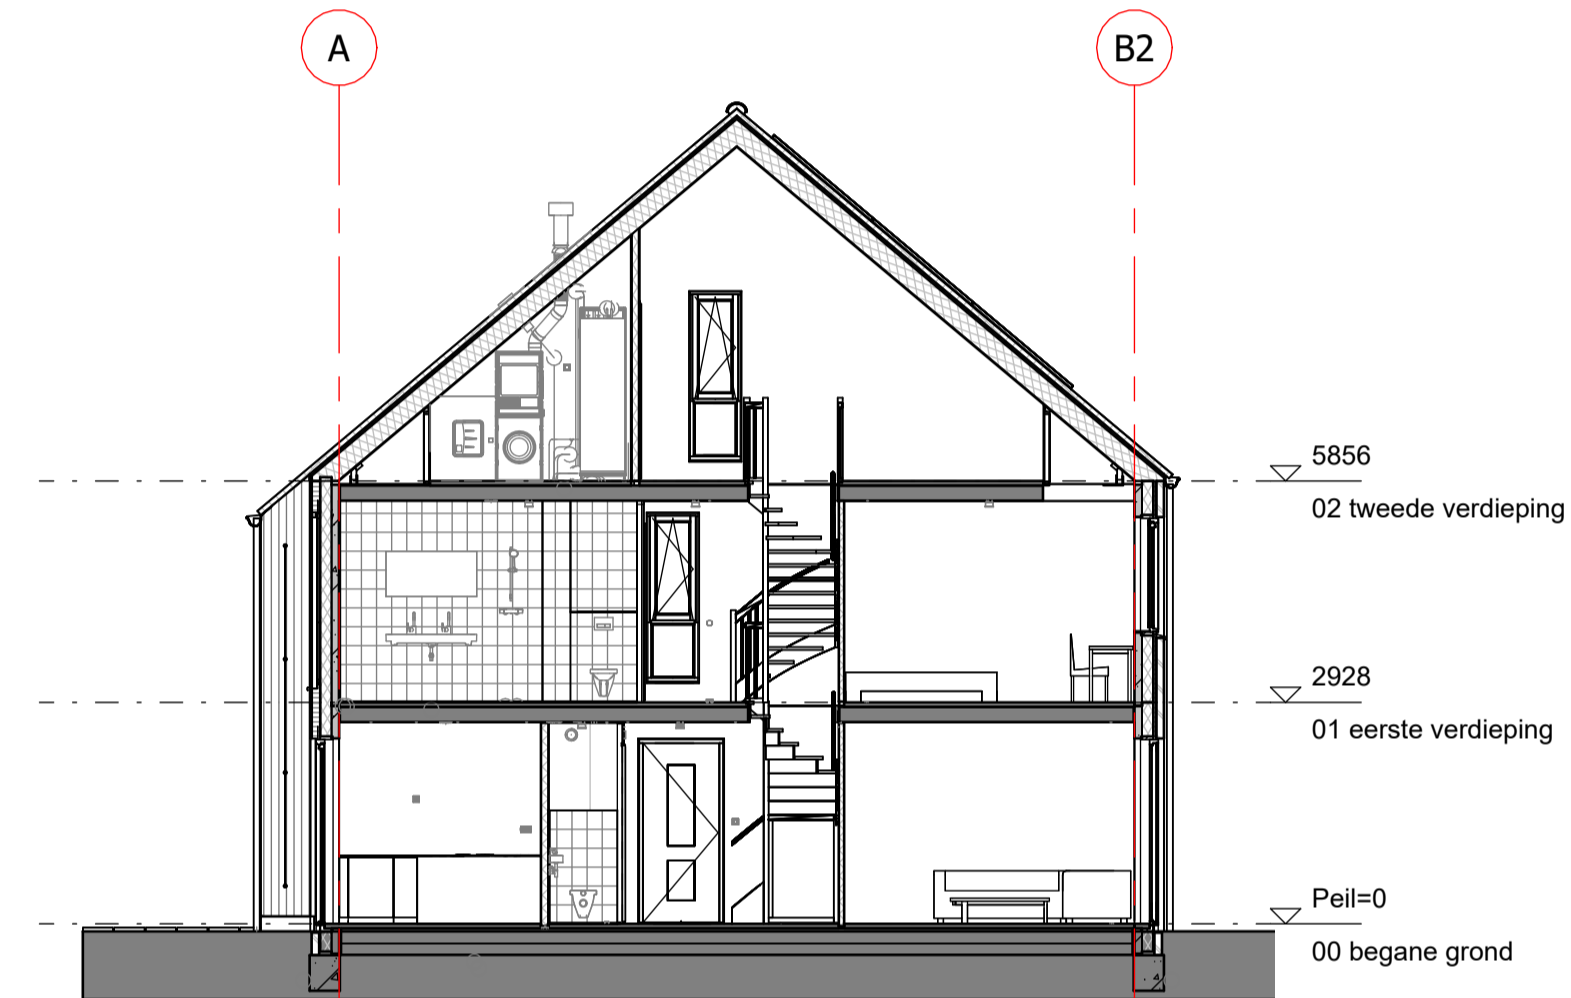 A
B2
5856
02 tweede verdieping
2928
01 eerste verdieping
Peil=0
00 begane grond